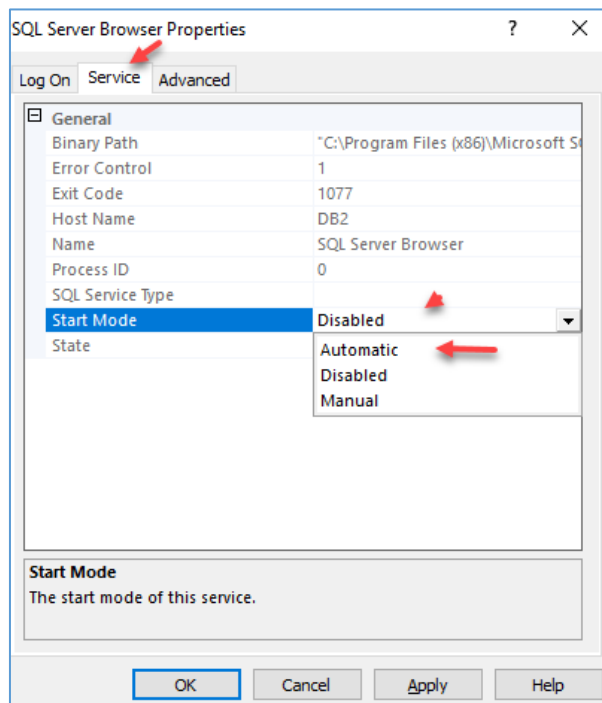 SQL Server Browser Properties ? ×
Log On Service Advanced
General
Binary Path "C:\Program Files (x86)\Microsoft S
Error Control 1
Exit Code 1077
Host Name DB2
Name SQL Server Browser
Process ID 0
SQL Service Type
Start Mode Disabled
State
Automatic
Disabled
Manual
Start Mode
The start mode of this service.
OK Cancel Apply Help